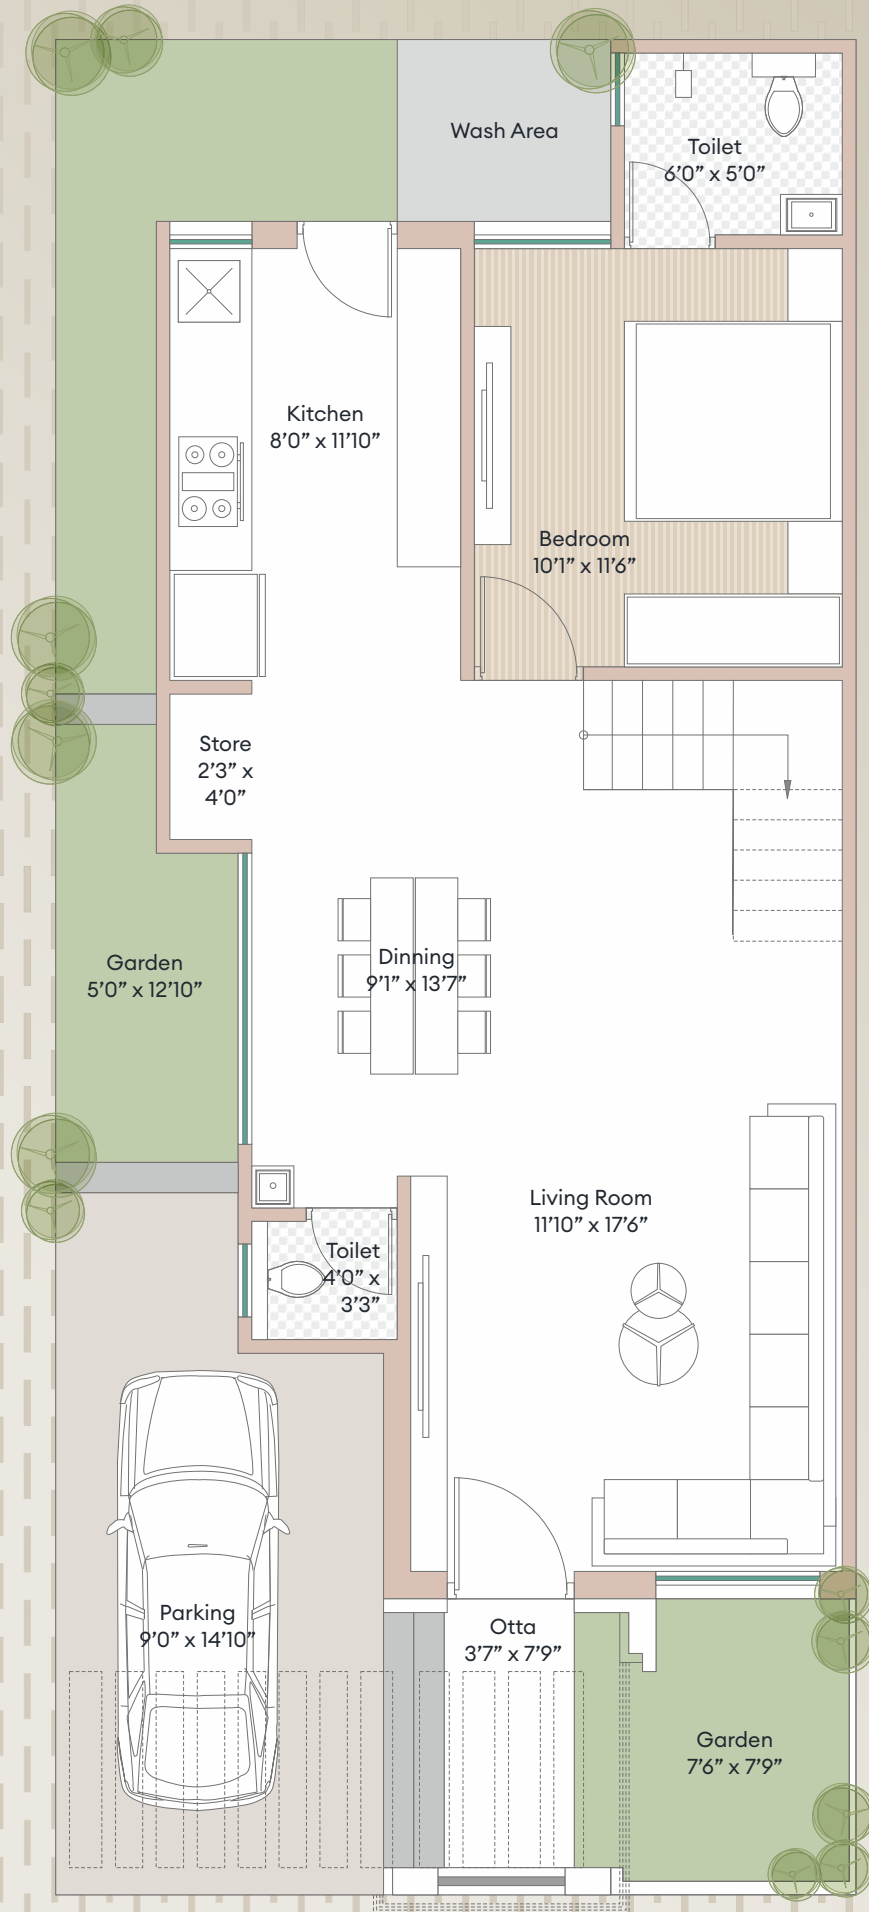 Wash Area
Toilet
6’0” x 5’0”
Kitchen
8’0” x 11’10”
Bedroom
10’1” x 11’6”
Store
2’3” x
4’0”
Garden
5’0” x 12’10”
Dinning
9’1” x 13’7”
Living Room
11’10” x 17’6”
Toilet
4’0” x
3’3”
Parking
9’0” x 14’10”
Otta
3’7” x 7’9”
Garden
7’6” x 7’9”